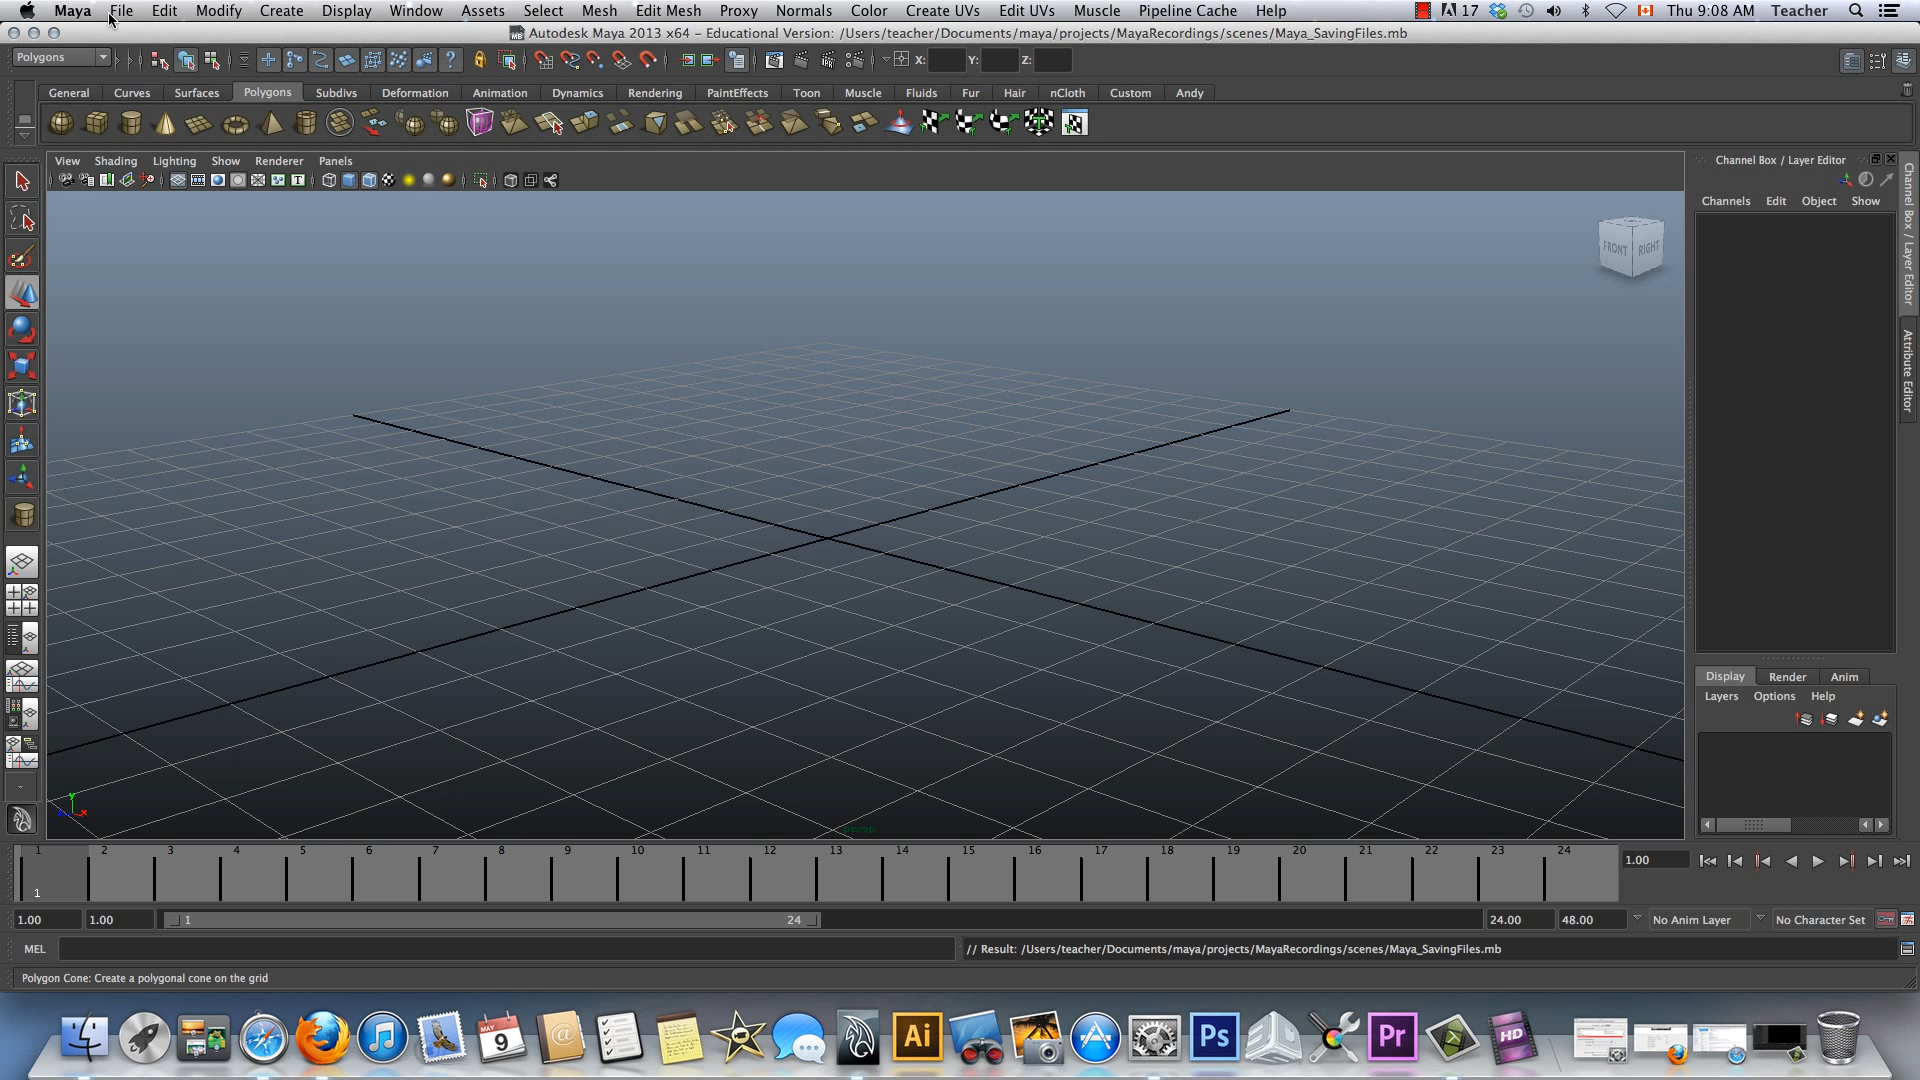 Maya File Edit Modify Create Display Window Assets Select Mesh Edit Mesh Proxy Normals Color Create UVs Edit UVs Muscle Pipeline Cache Help 17 Thu 9:08 AM Teacher
Autodesk Maya 2013 x64 – Educational Version: /Users/teacher/Documents/maya/projects/MayaRecordings/scenes/Maya_SavingFiles.mb
Polygons X: Y: Z:
General Curves Surfaces Polygons Subdivs Deformation Animation Dynamics Rendering PaintEffects Toon Muscle Fluids Fur Hair nCloth Custom Andy
View Shading Lighting Show Renderer Panels
Channel Box / Layer Editor
Channels Edit Object Show
FRONT RIGHT
Channel Box / Layer Editor
Attribute Editor
Display Render Anim
Layers Options Help
y
x
persp
1 2 3 4 5 6 7 8 9 10 11 12 13 14 15 16 17 18 19 20 21 22 23 24
1
1.00
1.00 1.00 1 24 24.00 48.00 No Anim Layer No Character Set
MEL // Result: /Users/teacher/Documents/maya/projects/MayaRecordings/scenes/Maya_SavingFiles.mb
Polygon Cone: Create a polygonal cone on the grid
MAY
9
@
Ai
Ps
Pr
HD